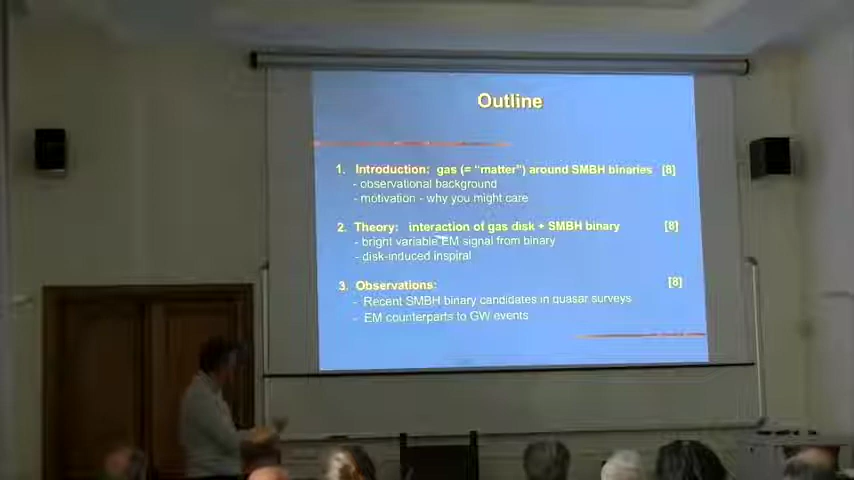 Outline
1. Introduction: gas (= "matter") around SMBH binaries [8]
- observational background
- motivation - why you might care
2. Theory: interaction of gas disk + SMBH binary [8]
- bright variable EM signal from binary
- disk-induced inspiral
3. Observations: [8]
- Recent SMBH binary candidates in quasar surveys
- EM counterparts to GW events